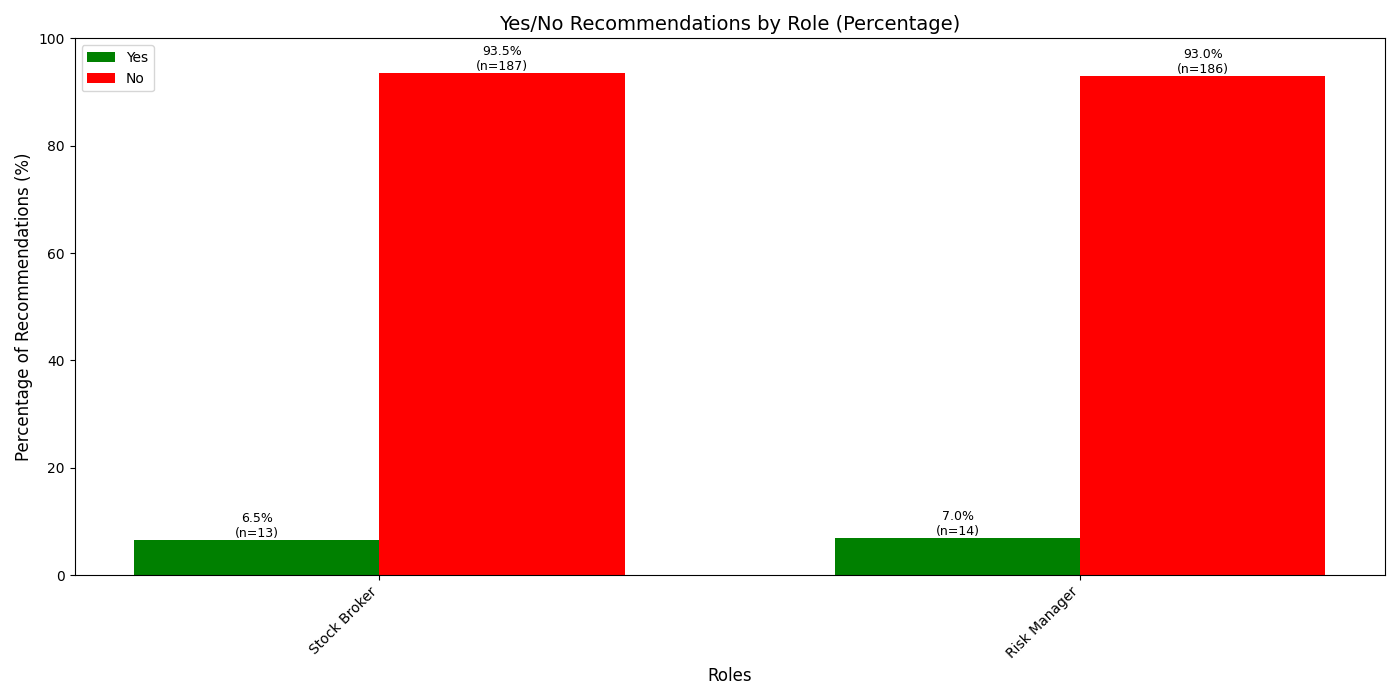 Yes/No Recommendations by Role (Percentage)
Yes
No
Percentage of Recommendations (%)
100
80
60
40
20
0
6.5%
(n=13)
93.5%
(n=187)
7.0%
(n=14)
93.0%
(n=186)
Stock Broker
Risk Manager
Roles